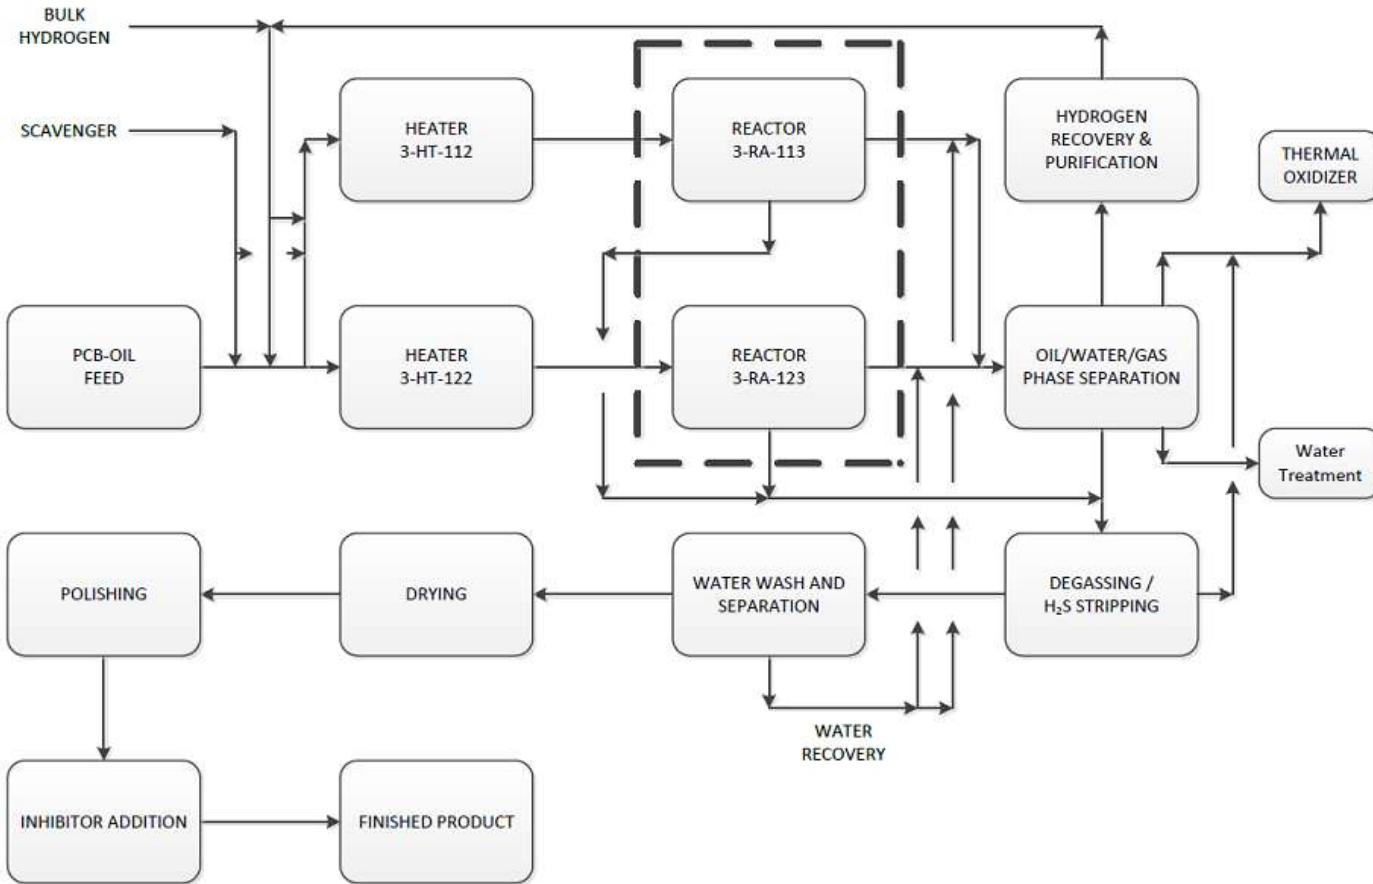 BULK
HYDROGEN
SCAVENGER
HEATER
3-HT-112
REACTOR
3-RA-113
HYDROGEN
RECOVERY &
PURIFICATION
THERMAL
OXIDIZER
PCB-OIL
FEED
HEATER
3-HT-122
REACTOR
3-RA-123
OIL/WATER/GAS
PHASE SEPARATION
Water
Treatment
POLISHING
DRYING
WATER WASH AND
SEPARATION
DEGASSING /
H₂S STRIPPING
WATER
RECOVERY
INHIBITOR ADDITION
FINISHED PRODUCT